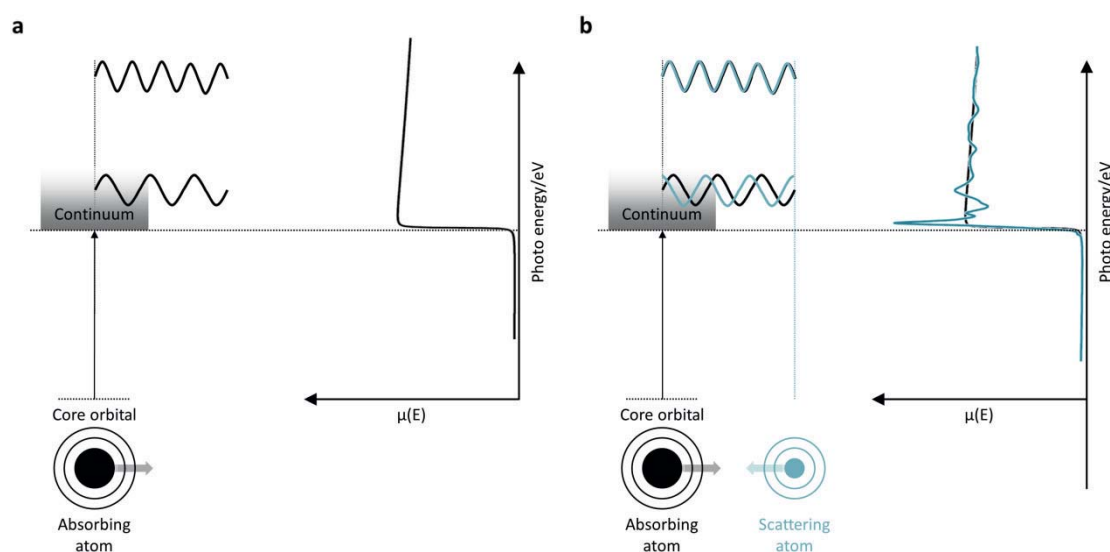 a
Continuum
Core orbital
Absorbing
atom
μ(E)
Photo energy/eV
b
Continuum
Core orbital
Absorbing
atom
Scattering
atom
μ(E)
Photo energy/eV